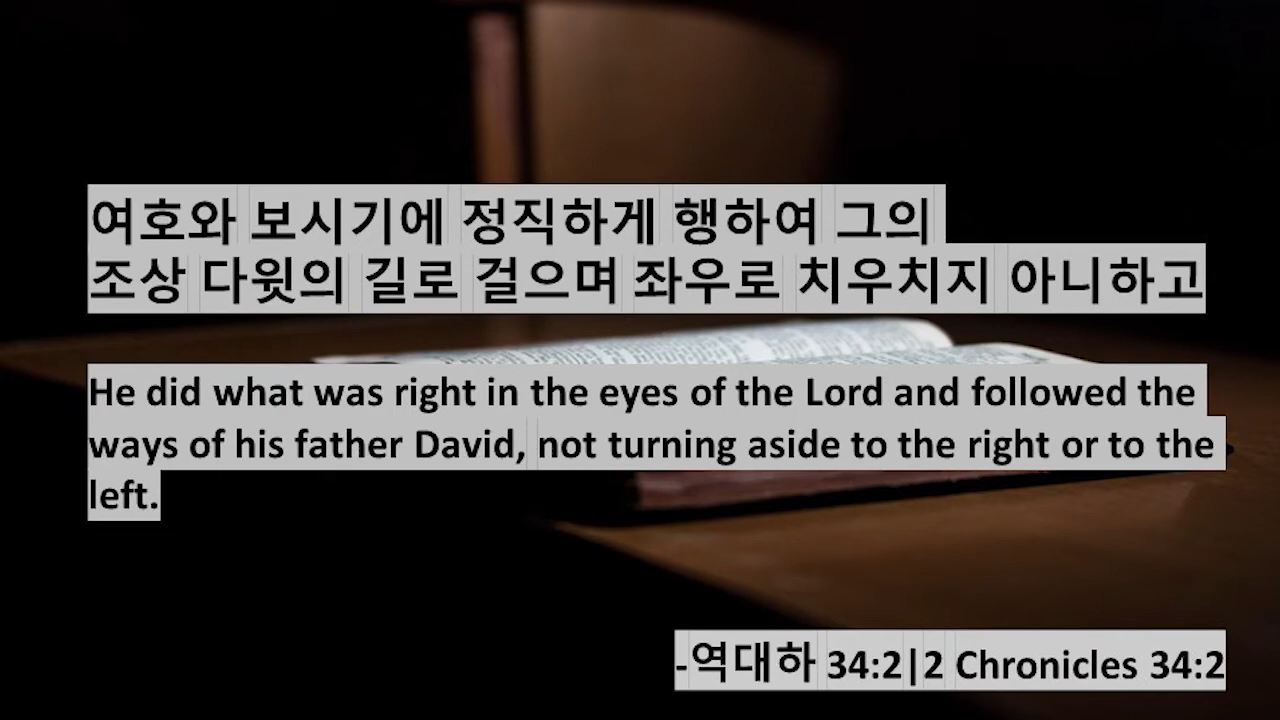 여호와 보시기에 정직하게 행하여 그의
조상 다윗의 길로 걸으며 좌우로 치우치지 아니하고
He did what was right in the eyes of the Lord and followed the
ways of his father David, not turning aside to the right or to the
left.
-역대하 34:2|2 Chronicles 34:2